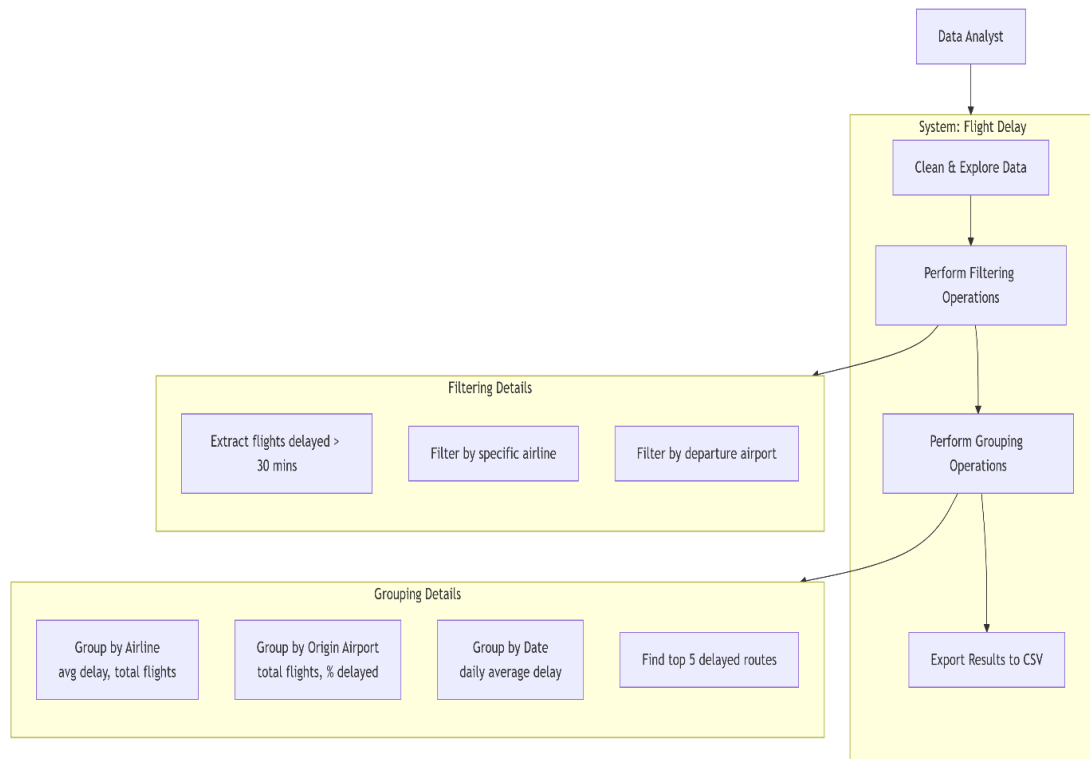 Data Analyst
System: Flight Delay
Clean & Explore Data
Perform Filtering
Operations
Filtering Details
Extract flights delayed >
30 mins
Filter by specific airline
Filter by departure airport
Perform Grouping
Operations
Grouping Details
Group by Airline
avg delay, total flights
Group by Origin Airport
total flights, % delayed
Group by Date
daily average delay
Find top 5 delayed routes
Export Results to CSV